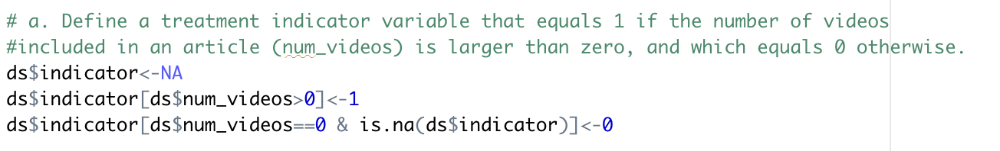 # a. Define a treatment indicator variable that equals 1 if the number of videos
#included in an article (num_videos) is larger than zero, and which equals 0 otherwise.
ds$indicator<-NA
ds$indicator[ds$num_videos>0]<-1
ds$indicator[ds$num_videos==0 & is.na(ds$indicator)]<-0